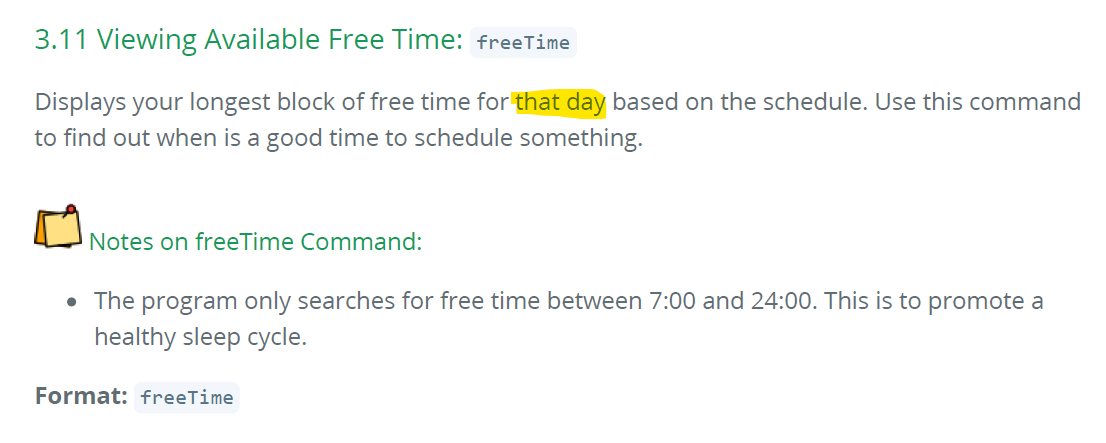 3.11 Viewing Available Free Time: freeTime
Displays your longest block of free time for that day based on the schedule. Use this command
to find out when is a good time to schedule something.
Notes on freeTime Command:
• The program only searches for free time between 7:00 and 24:00. This is to promote a
healthy sleep cycle.
Format: freeTime